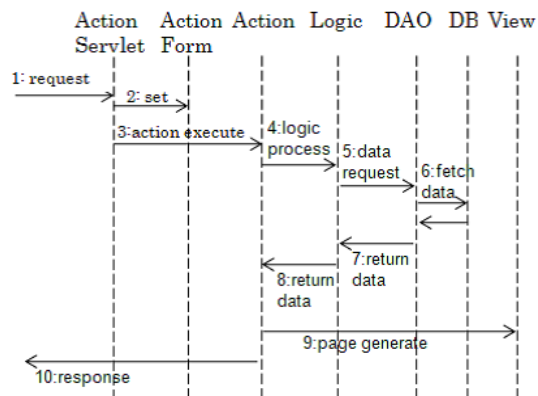 Action Servlet
Action Form
Action
Logic
DAO
DB
View
1: request
2: set
3:action execute
4:logic process
5:data request
6:fetch data
7:return data
8:return data
9:page generate
10:response